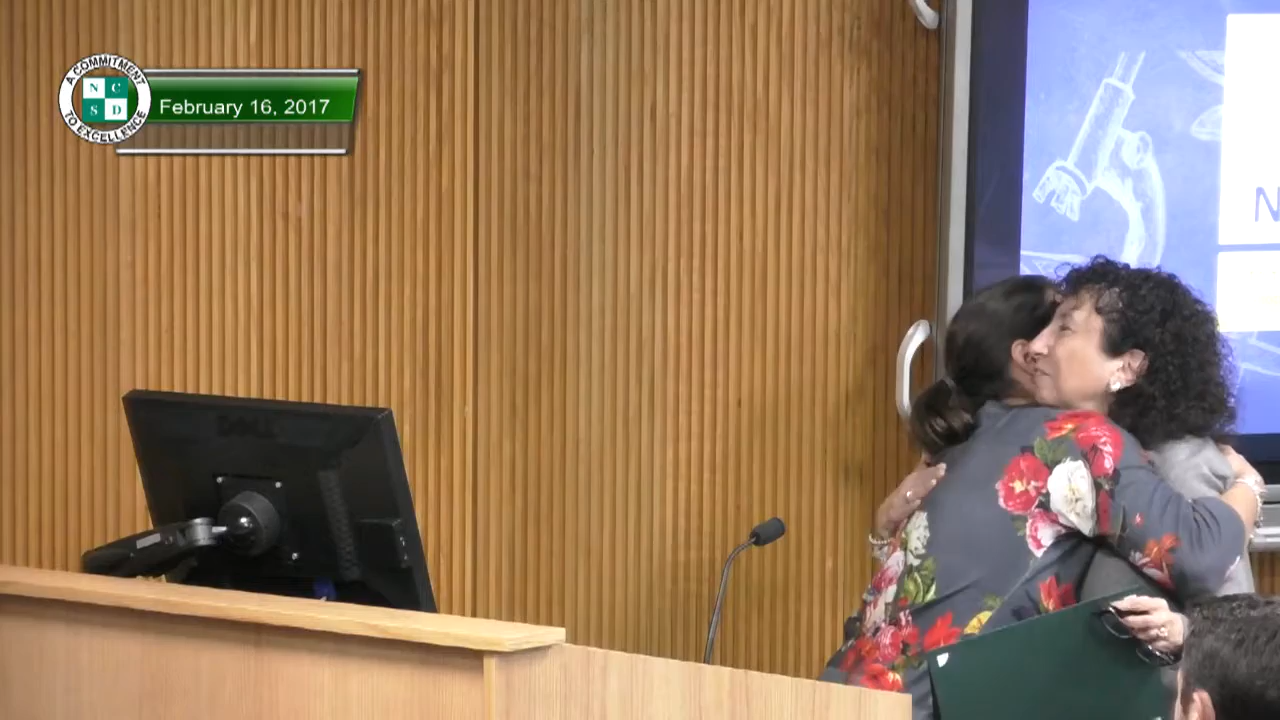 A COMMITMENT
N C
S D
TO EXCELLENCE
February 16, 2017
DELL
N